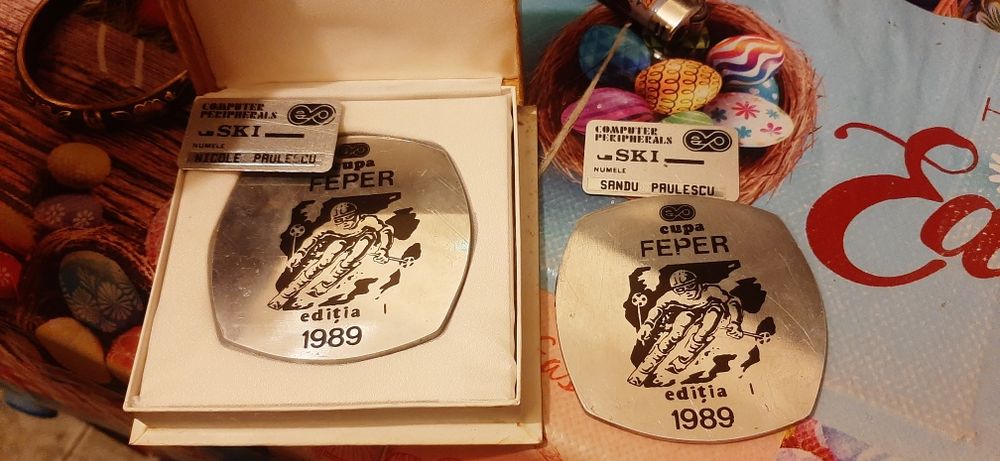 COMPUTER
PERIPHERALS
SKI
NUMELE
NICOLE PAULESCU
cupa
FEPER
ediția I
1989
COMPUTER
PERIPHERALS
SKI
NUMELE
SANDU PAULESCU
cupa
FEPER
ediția I
1989
Ea